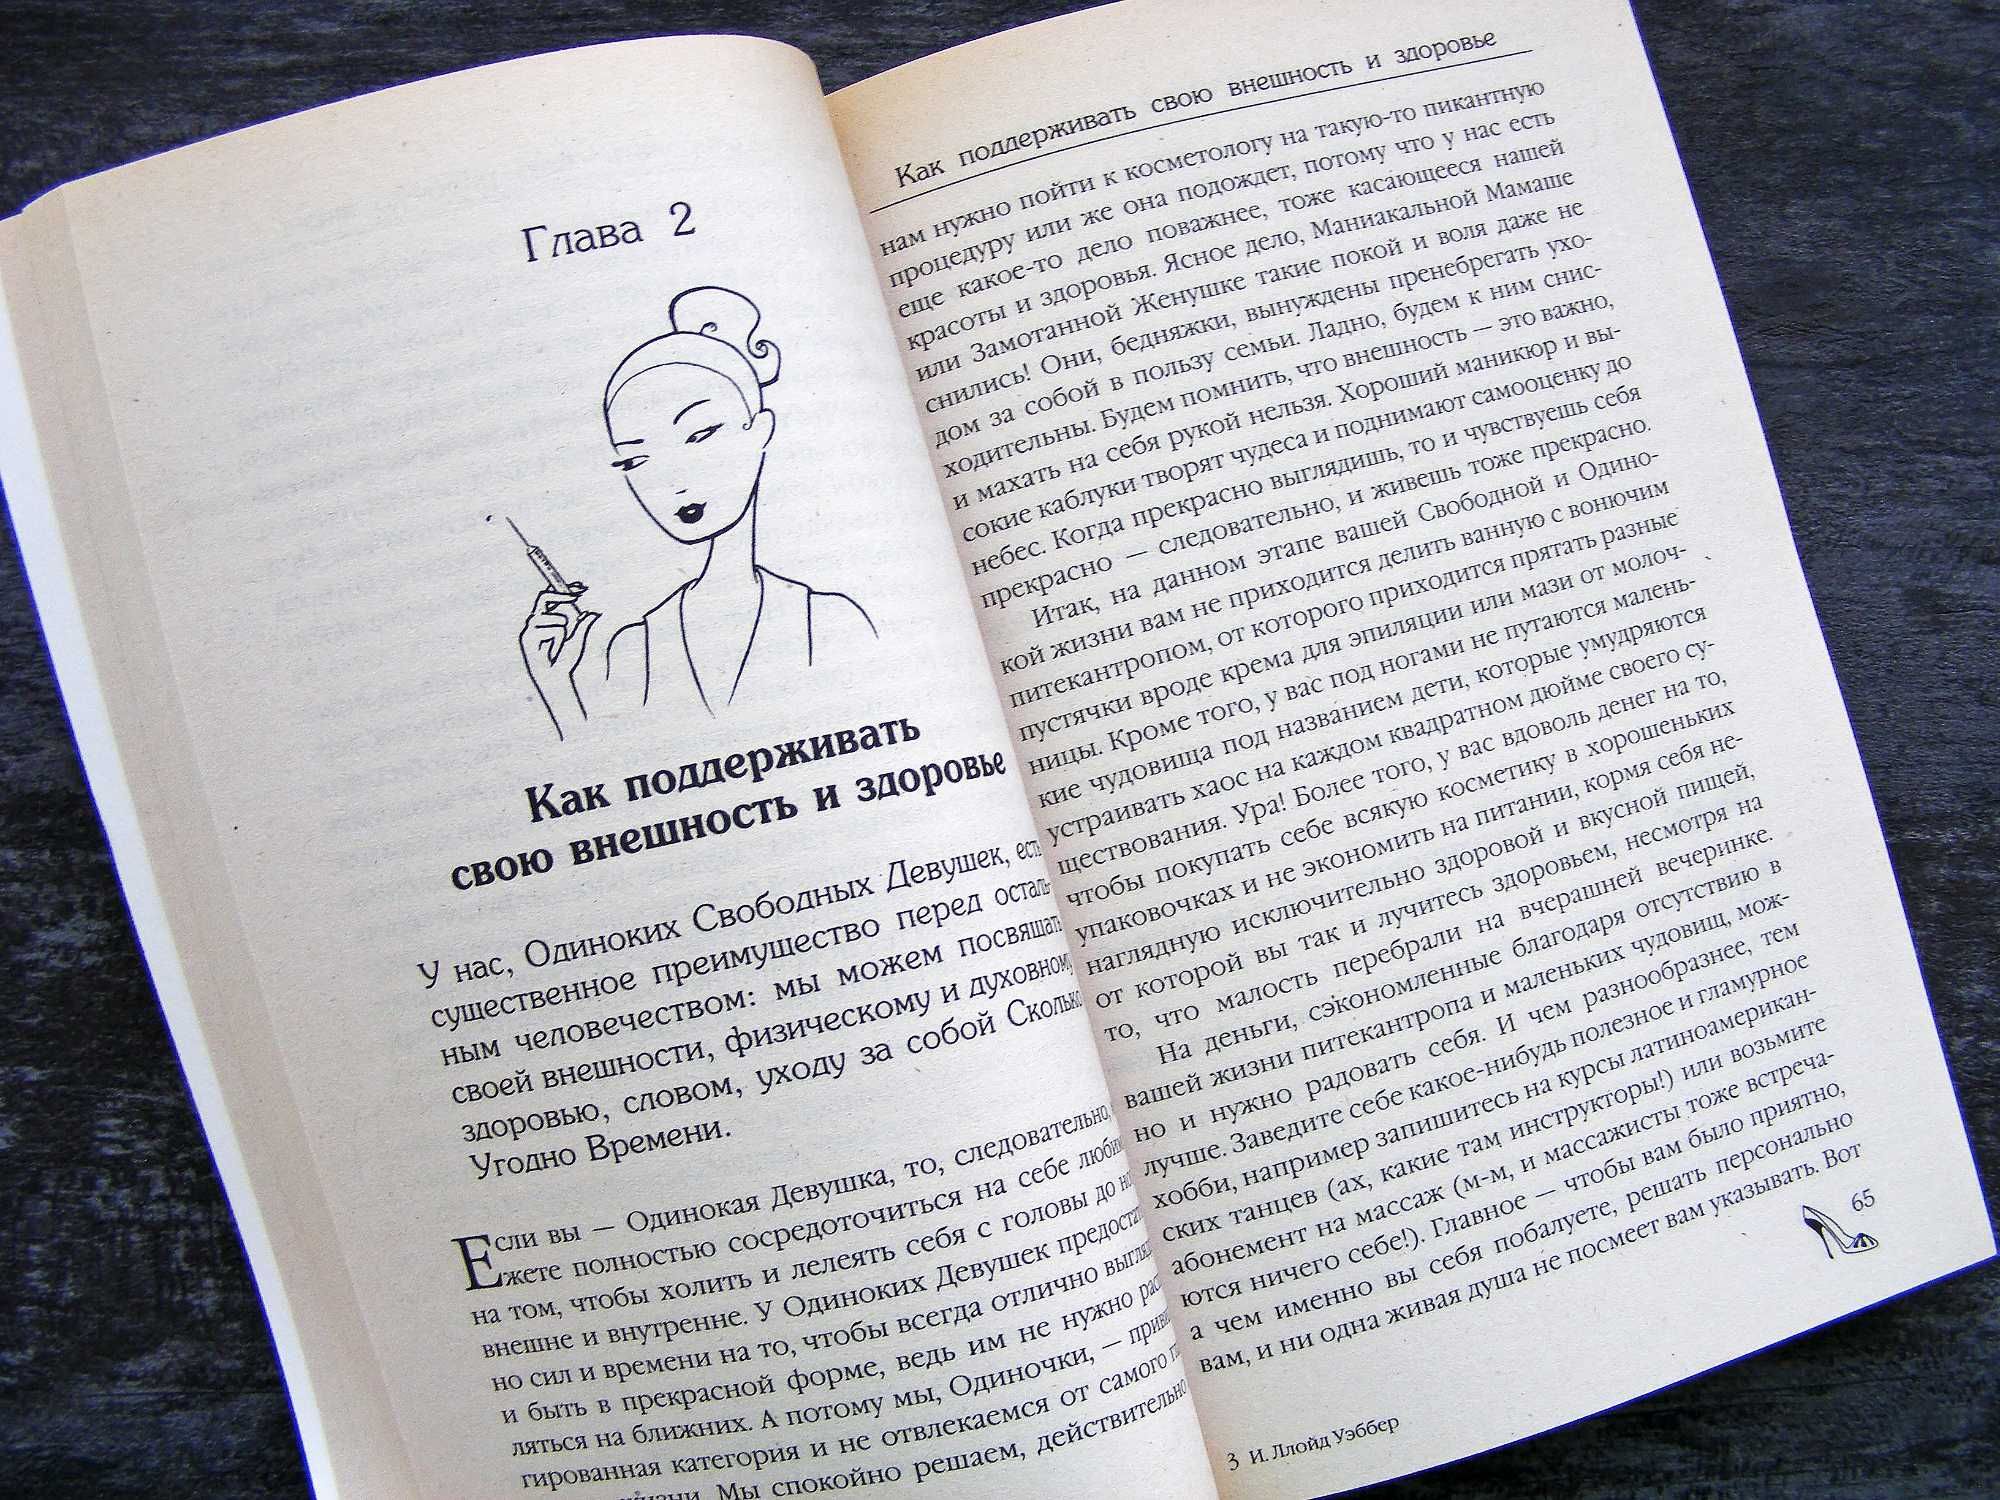 Глава 2
Как поддерживать
свою внешность и здоровье
У нас, Одиноких Свободных Девушек, есть
существенное преимущество перед осталь-
ным человечеством: мы можем посвящать
своей внешности, физическому и духовному
здоровью, словом, уходу за собой Сколько
Угодно Времени.
Если вы — Одинокая Девушка, то, следовательно,
жете полностью сосредоточиться на себе
на том, чтобы холить и лелеять себя с головы до
внешне и внутренне. У Одиноких Девушек
но сил и времени на то, чтобы всегда отлично
и быть в прекрасной форме, ведь им не нужно
ляться на ближних. А потому мы, Одиночки, —
гированная категория и не отвлекаемся от самого
Мы спокойно решаем, действительно
Как поддерживать свою внешность и здоровье
нам нужно пойти к косметологу на такую-то пикантную
процедуру или же она подождет, потому что у нас есть
еще какое-то дело поважнее, тоже касающееся нашей
красоты и здоровья. Ясное дело, Маниакальной Мамаше
или Замотанной Женушке такие покой и воля даже не
снились! Они, бедняжки, вынуждены пренебрегать ухо-
дом за собой в пользу семьи. Ладно, будем к ним снис-
ходительны. Будем помнить, что внешность — это важно,
и махать на себя рукой нельзя. Хороший маникюр и вы-
сокие каблуки творят чудеса и поднимают самооценку до
небес. Когда прекрасно выглядишь, то и чувствуешь себя
прекрасно — следовательно, и живешь тоже прекрасно.
Итак, на данном этапе вашей Свободной и Одино-
кой жизни вам не приходится делить ванную с вонючим
питекантропом, от которого приходится прятать разные
пустячки вроде крема для эпиляции или мази от молоч-
ницы. Кроме того, у вас под ногами не путаются малень-
кие чудовища под названием дети, которые умудряются
устраивать хаос на каждом квадратном дюйме своего су-
ществования. Ура! Более того, у вас вдоволь денег на то,
чтобы покупать себе всякую косметику в хорошеньких
упаковочках и не экономить на питании, кормя себя не-
наглядную исключительно здоровой и вкусной пищей,
от которой вы так и лучитесь здоровьем, несмотря на
то, что малость перебрали на вчерашней вечеринке.
На деньги, сэкономленные благодаря отсутствию в
вашей жизни питекантропа и маленьких чудовищ, мож-
но и нужно радовать себя. И чем разнообразнее, тем
лучше. Заведите себе какое-нибудь полезное и гламурное
хобби, например запишитесь на курсы латиноамерикан-
ских танцев (ах, какие там инструкторы!) или возьмите
абонемент на массаж (м-м, и массажисты тоже встреча-
ются ничего себе!). Главное — чтобы вам было приятно,
а чем именно вы себя побалуете, решать персонально
вам, и ни одна живая душа не посмеет вам указывать. Вот
65
3 И. Ллойд Уэббер